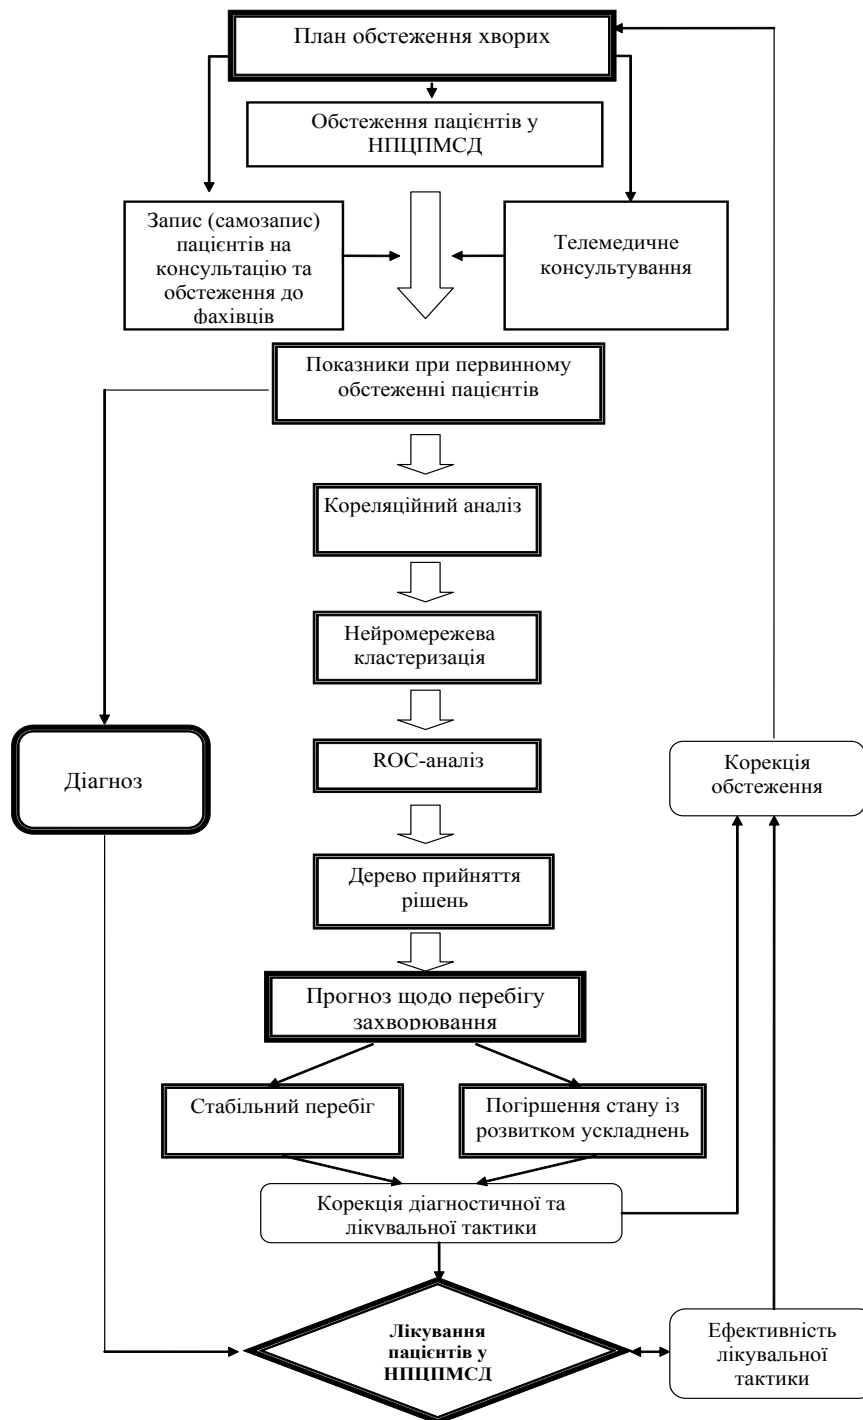 План обстеження хворих
Обстеження пацієнтів у
НПЦПМСД
Запис (самозапис)
пацієнтів на
консультацію та
обстеження до
фахівців
Телемедичне
консультування
Показники при первинному
обстеженні пацієнтів
Кореляційний аналіз
Нейромережева
кластеризація
ROC-аналіз
Діагноз
Корекція
обстеження
Дерево прийняття
рішень
Прогноз щодо перебігу
захворювання
Стабільний перебіг
Погіршення стану із
розвитком ускладнень
Корекція діагностичної та
лікувальної тактики
Лікування
пацієнтів у
НПЦПМСД
Ефективність
лікувальної
тактики